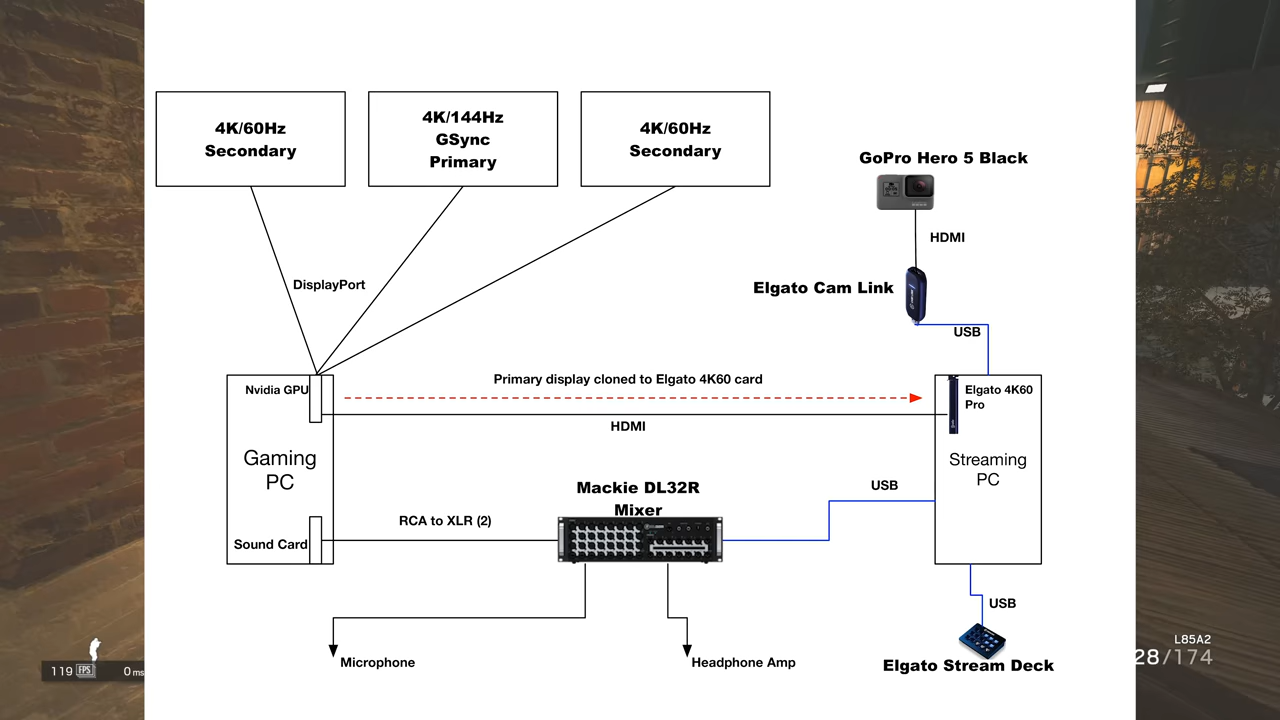 4K/60Hz
Secondary
4K/144Hz
GSync
Primary
4K/60Hz
Secondary
GoPro Hero 5 Black
HDMI
Elgato Cam Link
USB
DisplayPort
Nvidia GPU
Primary display cloned to Elgato 4K60 card
HDMI
Elgato 4K60
Pro
Gaming
PC
Streaming
PC
Mackie DL32R
Mixer
USB
RCA to XLR (2)
Sound Card
USB
Microphone
Headphone Amp
Elgato Stream Deck
119 FPS
0ms
L85A2
28/174